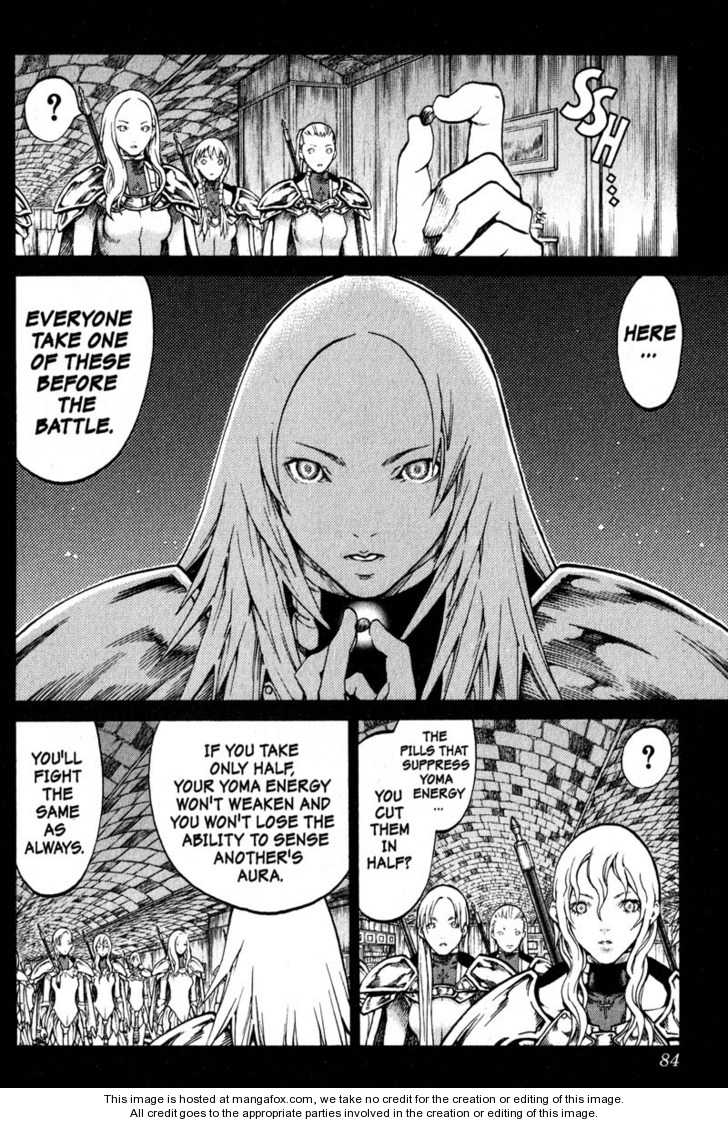 ?
SSH...
HERE
...
EVERYONE
TAKE ONE
OF THESE
BEFORE
THE
BATTLE.
?
THE
PILLS THAT
SUPPRESS
YOMA
ENERGY
...
YOU
CUT
THEM
IN
HALF?
IF YOU TAKE
ONLY HALF,
YOUR YOMA ENERGY
WON'T WEAKEN AND
YOU WON'T LOSE THE
ABILITY TO SENSE
ANOTHER'S
AURA.
YOU'LL
FIGHT
THE
SAME
AS
ALWAYS.
84
This image is hosted at mangafox.com, we take no credit for the creation or editing of this image.
All credit goes to the appropriate parties involved in the creation or editing of this image.